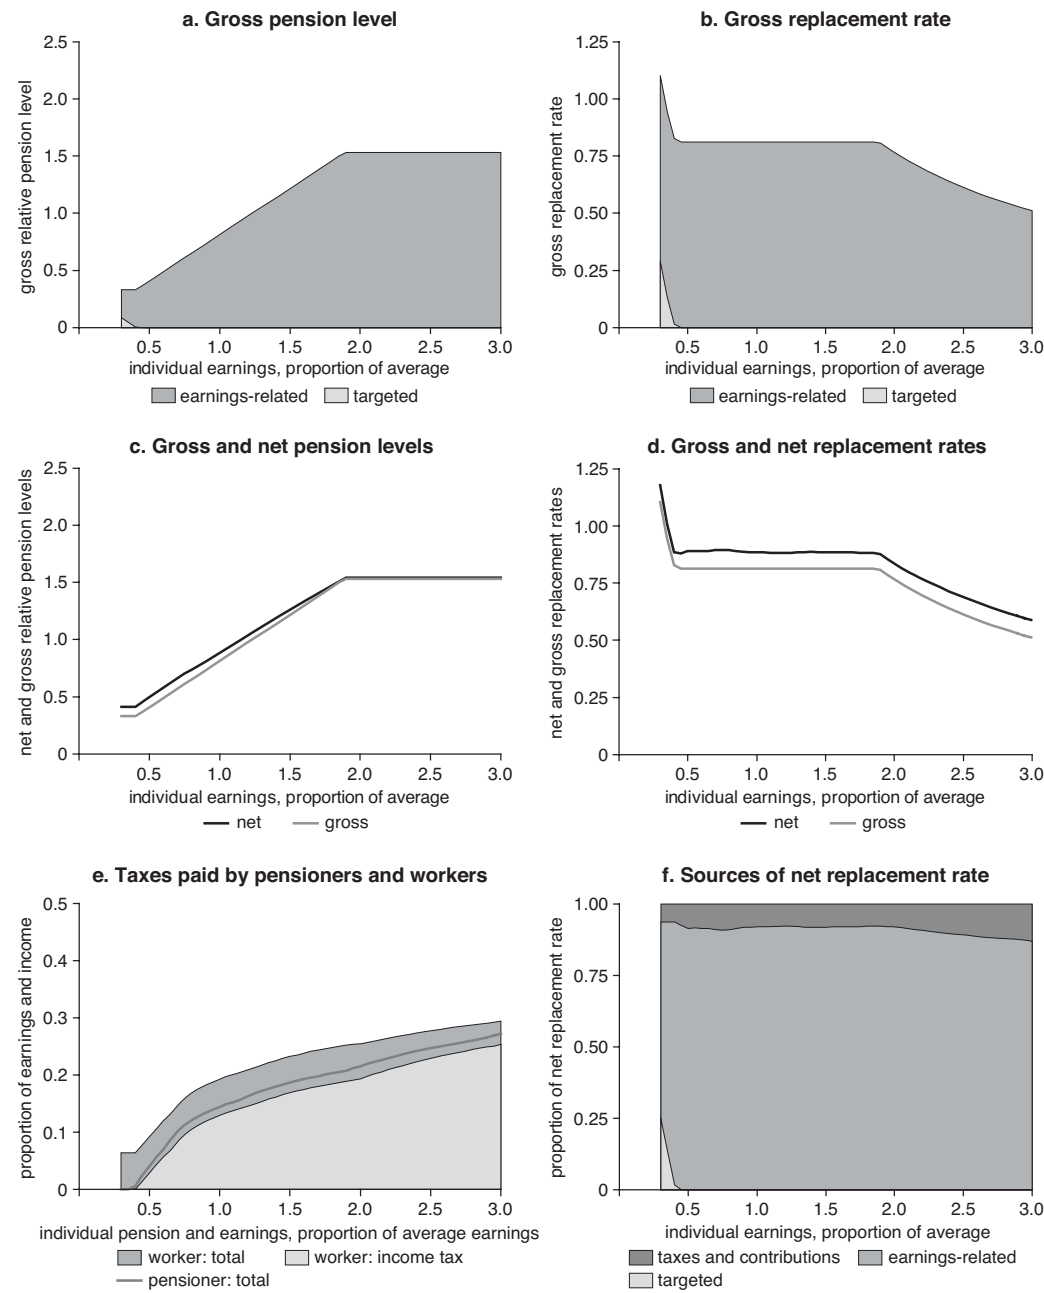 a. Gross pension level
gross relative pension level
2.5
2.0
1.5
1.0
0.5
0
0.5 1.0 1.5 2.0 2.5 3.0
individual earnings, proportion of average
earnings-related targeted
b. Gross replacement rate
gross replacement rate
1.25
1.00
0.75
0.50
0.25
0
0.5 1.0 1.5 2.0 2.5 3.0
individual earnings, proportion of average
earnings-related targeted
c. Gross and net pension levels
net and gross relative pension levels
2.5
2.0
1.5
1.0
0.5
0
0.5 1.0 1.5 2.0 2.5 3.0
individual earnings, proportion of average
net gross
d. Gross and net replacement rates
net and gross replacement rates
1.25
1.00
0.75
0.50
0.25
0
0.5 1.0 1.5 2.0 2.5 3.0
individual earnings, proportion of average
net gross
e. Taxes paid by pensioners and workers
proportion of earnings and income
0.5
0.4
0.3
0.2
0.1
0
0.5 1.0 1.5 2.0 2.5 3.0
individual pension and earnings, proportion of average earnings
worker: total worker: income tax
pensioner: total
f. Sources of net replacement rate
proportion of net replacement rate
1.00
0.75
0.50
0.25
0
0.5 1.0 1.5 2.0 2.5 3.0
individual earnings, proportion of average
taxes and contributions earnings-related
targeted